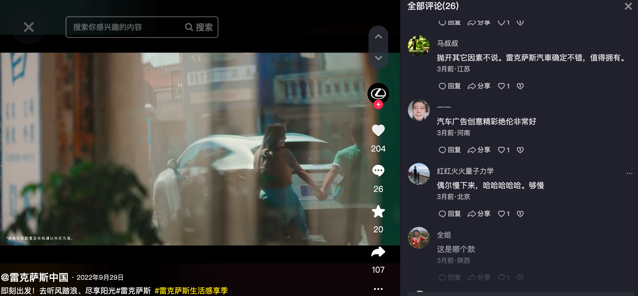 搜索你感兴趣的内容
搜索
204
26
20
107
@雷克萨斯中国 · 2022年9月29日
即刻出发！去听风踏浪、尽享阳光#雷克萨斯 #雷克萨斯生活感享季
全部评论(26)
回复 分享
马叔叔
抛开其它因素不说。雷克萨斯汽車确定不错，值得拥有。
3月前·江苏
回复 分享 1
一一
汽车广告创意精彩绝伦非常好
3月前·河南
回复 分享 1
红红火火量子力学
偶尔慢下来，哈哈哈哈哈。够慢
3月前·北京
回复 分享 1
全姐
这是哪个款
3月前·陕西
回复 分享 1